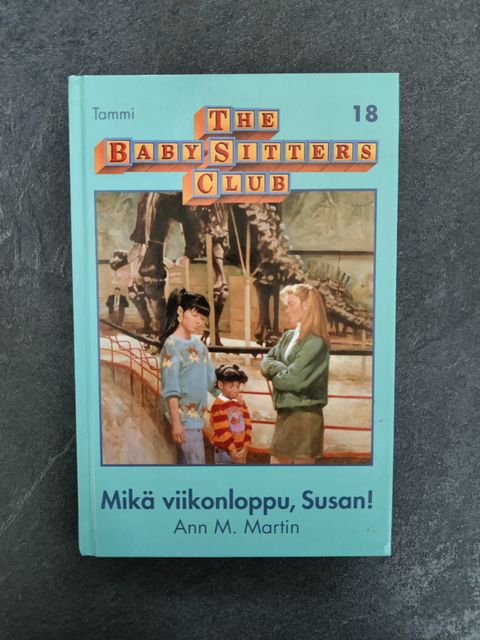 Tammi
18
THE
BABY-SITTERS
CLUB
Mikä viikonloppu, Susan!
Ann M. Martin